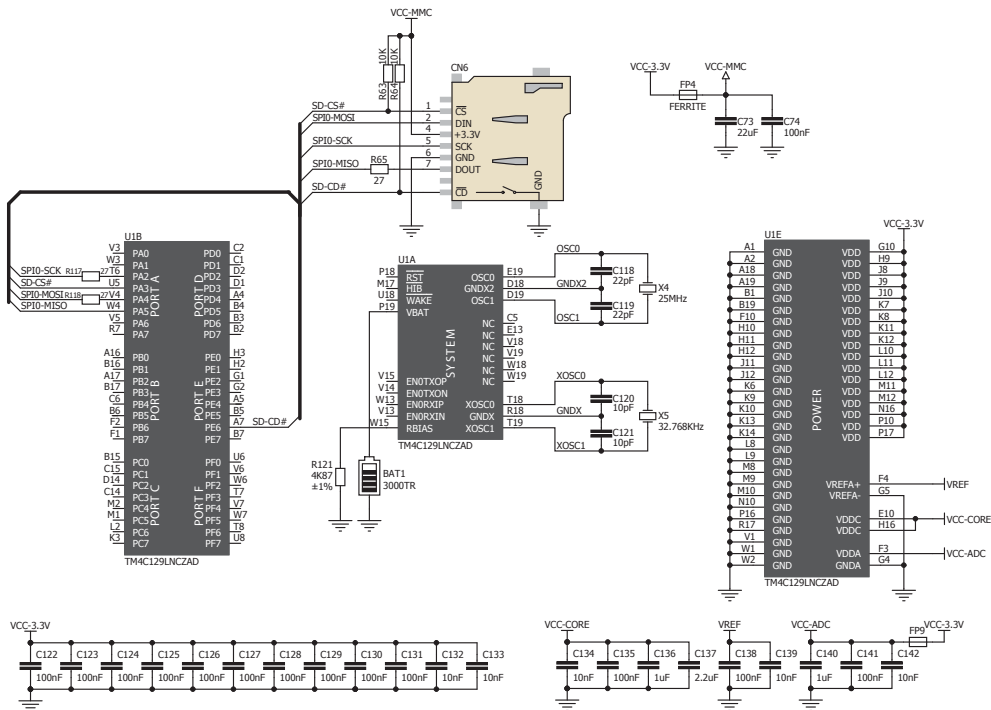 VCC-MMC
R63 10K
R64 10K
CN6
SD-CS# 1 CS
SPI0-MOSI 2 DIN
4 +3.3V
SPI0-SCK 5 SCK
6 GND
SPI0-MISO R65 27 7 DOUT
SD-CD# CD
GND
VCC-3.3V VCC-MMC
FP4
FERRITE
C73 22uF
C74 100nF
U1B
V3 PA0 PD0 C2
W3 PA1 PD1 C1
SPI0-SCK R117 27 T6 PA2 PD2 D2
SD-CS# U5 PA3 PD3 D1
SPI0-MOSI R118 27 V4 PA4 PD4 A4
SPI0-MISO W4 PA5 PD5 B4
V5 PA6 PD6 B3
R7 PA7 PD7 B2
PORT A PORT D
A16 PB0 PE0 H3
B16 PB1 PE1 H2
A17 PB2 PE2 G1
B17 PB3 PE3 G2
C6 PB4 PE4 A5
B6 PB5 PE5 B5
F2 PB6 PE6 A7 SD-CD#
F1 PB7 PE7 B7
PORT B PORT E
B15 PC0 PF0 U6
C15 PC1 PF1 V6
D14 PC2 PF2 W6
C14 PC3 PF3 T7
M2 PC4 PF4 V7
M1 PC5 PF5 W7
L2 PC6 PF6 T8
K3 PC7 PF7 U8
PORT C PORT F
TM4C129LNCZAD
U1A
P18 RST OSC0 E19 OSC0
M17 HIB GNDX2 D18 GNDX2
U18 WAKE OSC1 D19 OSC1
P19 VBAT
NC C5
NC E13
NC V18
NC V19
NC W18
NC W19
SYSTEM
V15 EN0TXOP
V14 EN0TXON
W13 EN0RXIP XOSC0 T18 XOSC0
V13 EN0RXIN GNDX R18 GNDX
W15 RBIAS XOSC1 T19 XOSC1
TM4C129LNCZAD
C118 22pF
C119 22pF
X4 25MHz
C120 10pF
C121 10pF
X5 32.768KHz
R121 4K87 ±1%
BAT1 3000TR
VCC-3.3V
U1E
A1 GND VDD G10
A2 GND VDD H9
A18 GND VDD J8
A19 GND VDD J9
B1 GND VDD J10
B19 GND VDD K7
F10 GND VDD K8
H10 GND VDD K11
H11 GND VDD K12
H12 GND VDD L10
J11 GND VDD L11
J12 GND VDD L12
K6 GND VDD M11
K9 GND VDD M12
K10 GND VDD N16
K13 GND VDD P10
K14 GND VDD P17
L8 GND
L9 GND
M8 GND
M9 GND VREFA+ F4 VREF
M10 GND VREFA- G5
N10 GND
P16 GND VDDC E10 VCC-CORE
R17 GND VDDC H16
V1 GND
W1 GND VDDA F3 VCC-ADC
W2 GND GNDA G4
POWER
TM4C129LNCZAD
VCC-3.3V
C122 100nF
C123 100nF
C124 100nF
C125 100nF
C126 100nF
C127 100nF
C128 100nF
C129 100nF
C130 100nF
C131 100nF
C132 10nF
C133 10nF
VCC-CORE
C134 10nF
C135 100nF
C136 1uF
C137 2.2uF
VREF
C138 100nF
C139 10nF
VCC-ADC FP9 VCC-3.3V
C140 1uF
C141 100nF
C142 10nF